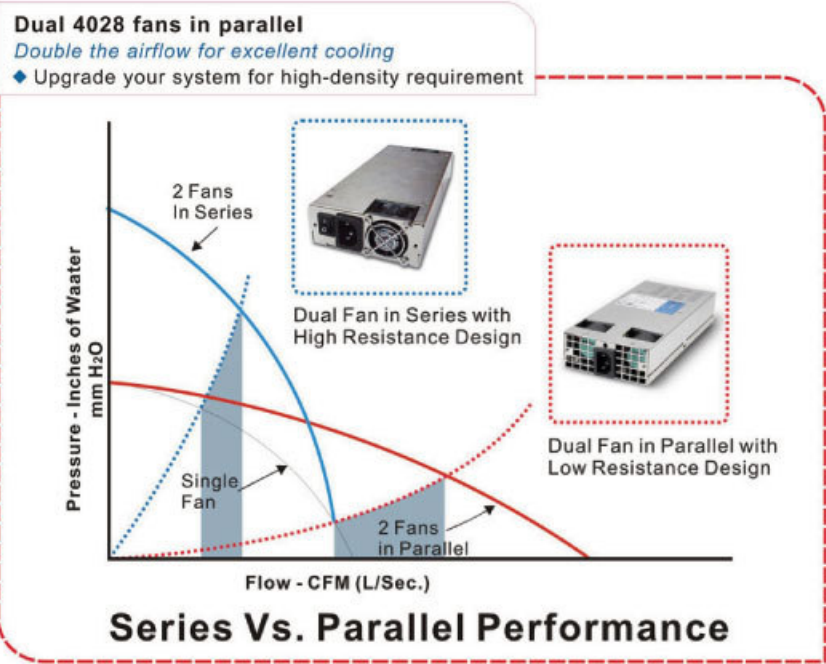 Dual 4028 fans in parallel
Double the airflow for excellent cooling
◆ Upgrade your system for high-density requirement
2 Fans
In Series
Dual Fan in Series with
High Resistance Design
Dual Fan in Parallel with
Low Resistance Design
Pressure - Inches of Waater
mm H2O
Single
Fan
2 Fans
in Parallel
Flow - CFM (L/Sec.)
Series Vs. Parallel Performance